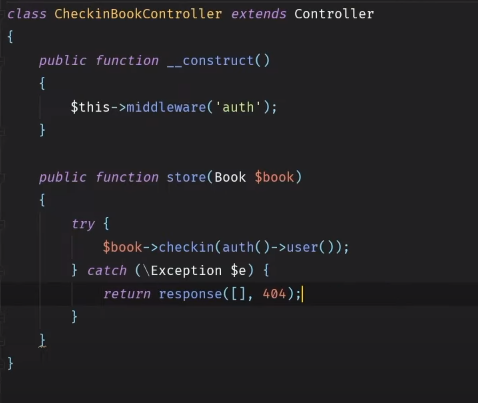 class CheckinBookController extends Controller
{
    public function __construct()
    {
        $this->middleware('auth');
    }

    public function store(Book $book)
    {
        try {
            $book->checkin(auth()->user());
        } catch (\Exception $e) {
            return response([], 404);
        }
    }
}